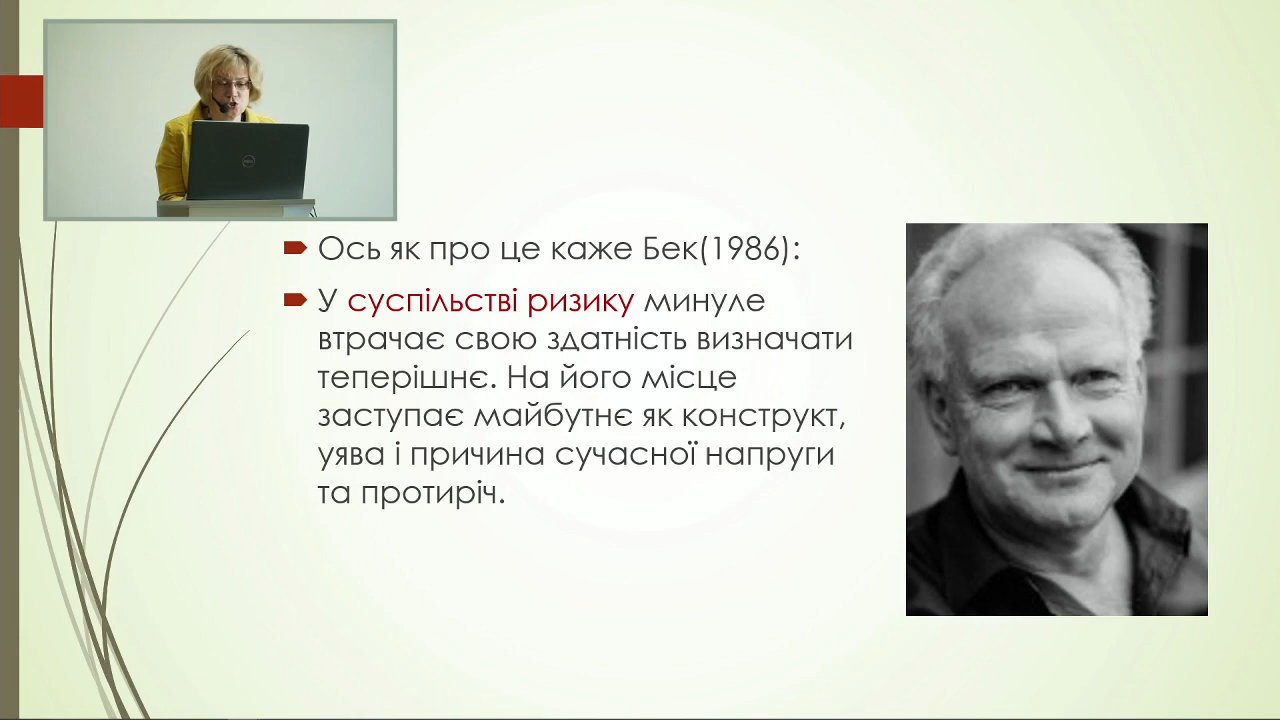 Ось як про це каже Бек(1986):
У суспільстві ризику минуле
втрачає свою здатність визначати
теперішнє. На його місце
заступає майбутнє як конструкт,
уява і причина сучасної напруги
та протиріч.